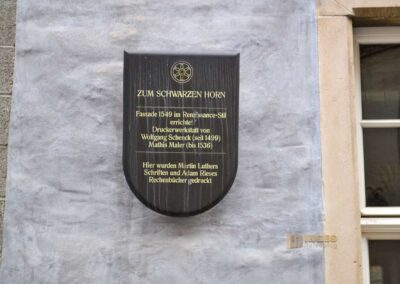 ZUM SCHWARZEN HORN
Fassade 1549 im Renaissance-Stil
errichtet
Druckerwerkstatt von
Wolfgang Schenck (seit 1499)
Mathis Maler (bis 1536)
Hier wurden Martin Luthers
Schriften und Adam Rieses
Rechenbücher gedruckt